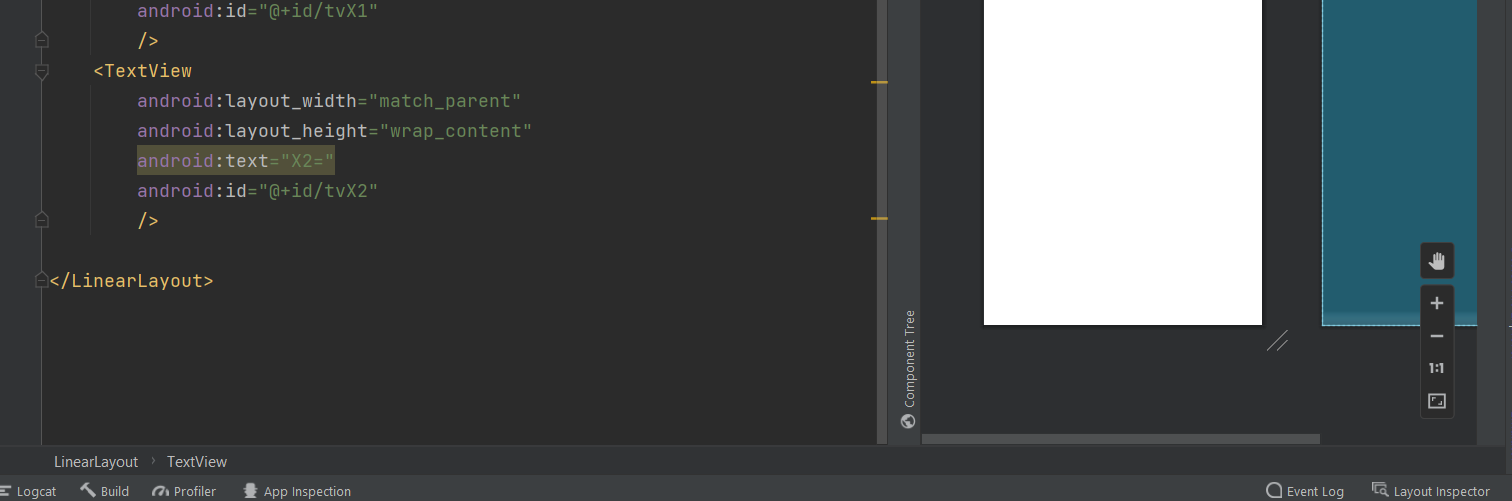 android:id="@+id/tvX1"
/>
<TextView
android:layout_width="match_parent"
android:layout_height="wrap_content"
android:text="X2="
android:id="@+id/tvX2"
/>
</LinearLayout>
Component Tree
1:1
LinearLayout › TextView
Logcat Build Profiler App Inspection Event Log Layout Inspector